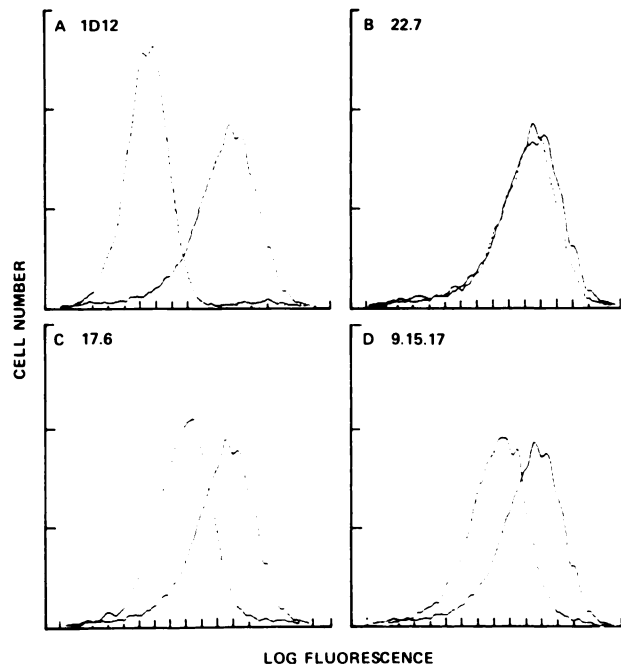 A 1D12
B 22.7
C 17.6
D 9.15.17
CELL NUMBER
LOG FLUORESCENCE